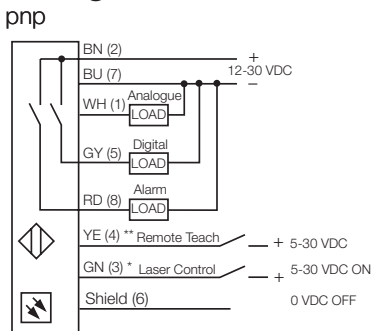 pnp
BN (2)
+
12-30 VDC
BU (7)
–
Analogue
WH (1) LOAD
Digital
GY (5) LOAD
Alarm
RD (8) LOAD
YE (4) ** Remote Teach + 5-30 VDC
GN (3) * Laser Control + 5-30 VDC ON
Shield (6) 0 VDC OFF